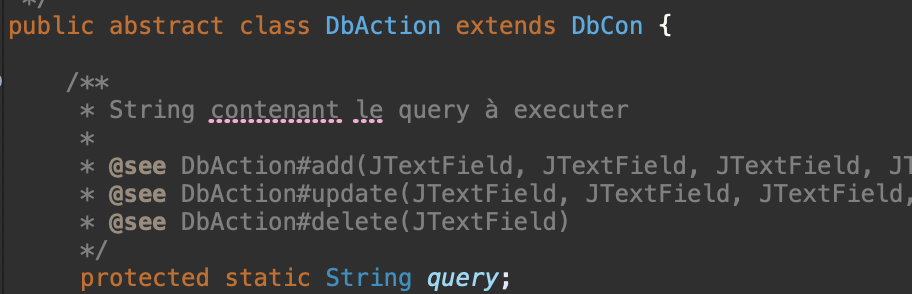 */
public abstract class DbAction extends DbCon {
/**
* String contenant le query à executer
*
* @see DbAction#add(JTextField, JTextField, JTextField, JT
* @see DbAction#update(JTextField, JTextField, JTextField,
* @see DbAction#delete(JTextField)
*/
protected static String query;